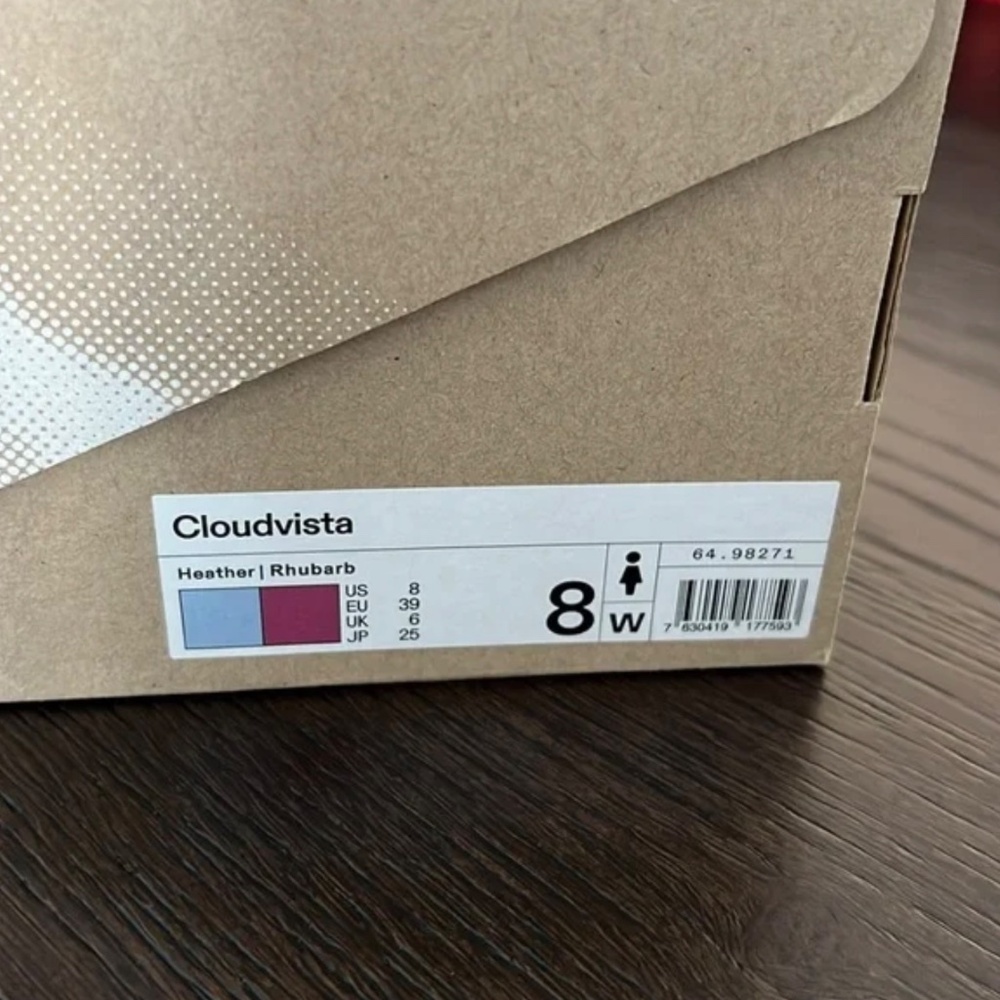 Cloudvista
Heather | Rhubarb
US 8
EU 39
UK 6
JP 25
8
W
64.98271
7 630419 177593